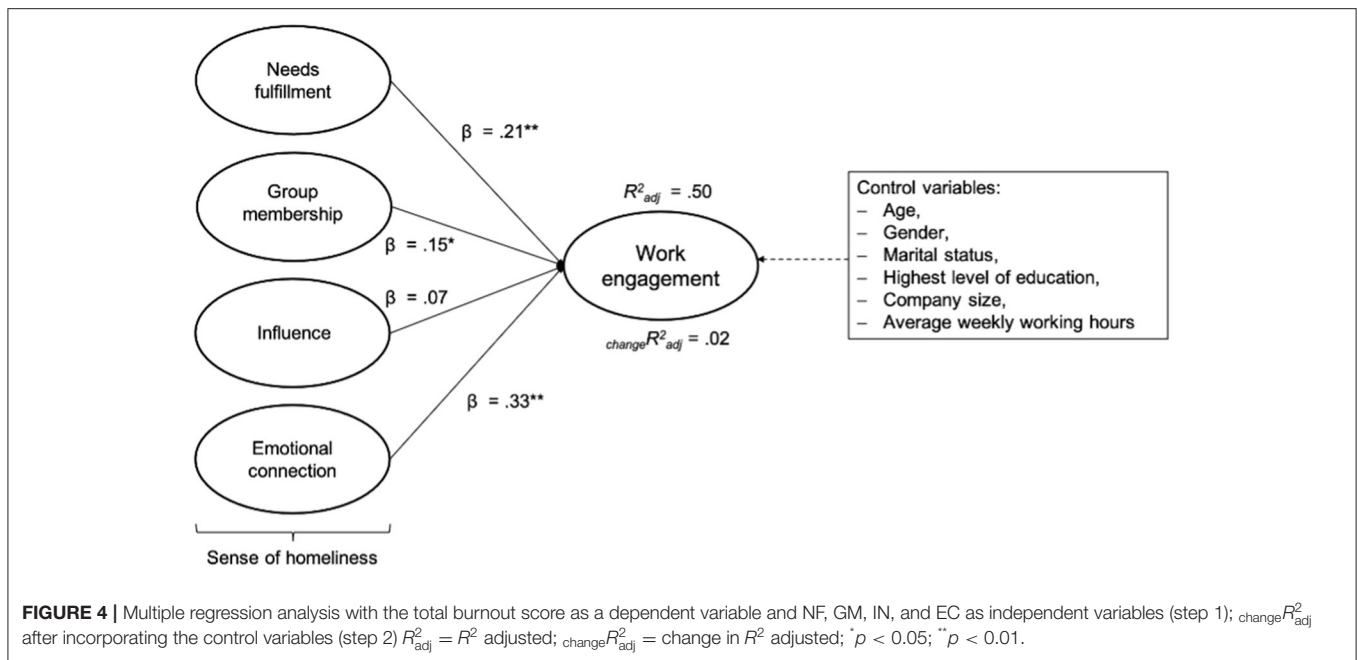 Needs
fulfillment
β = .21**
Group
membership
β = .15*
R²adj = .50
Work
engagement
changeR²adj = .02
Control variables:
– Age,
– Gender,
– Marital status,
– Highest level of education,
– Company size,
– Average weekly working hours
β = .07
Influence
β = .33**
Emotional
connection
Sense of homeliness
FIGURE 4 | Multiple regression analysis with the total burnout score as a dependent variable and NF, GM, IN, and EC as independent variables (step 1); changeR²adj
after incorporating the control variables (step 2) R²adj = R² adjusted; changeR²adj = change in R² adjusted; *p < 0.05; **p < 0.01.